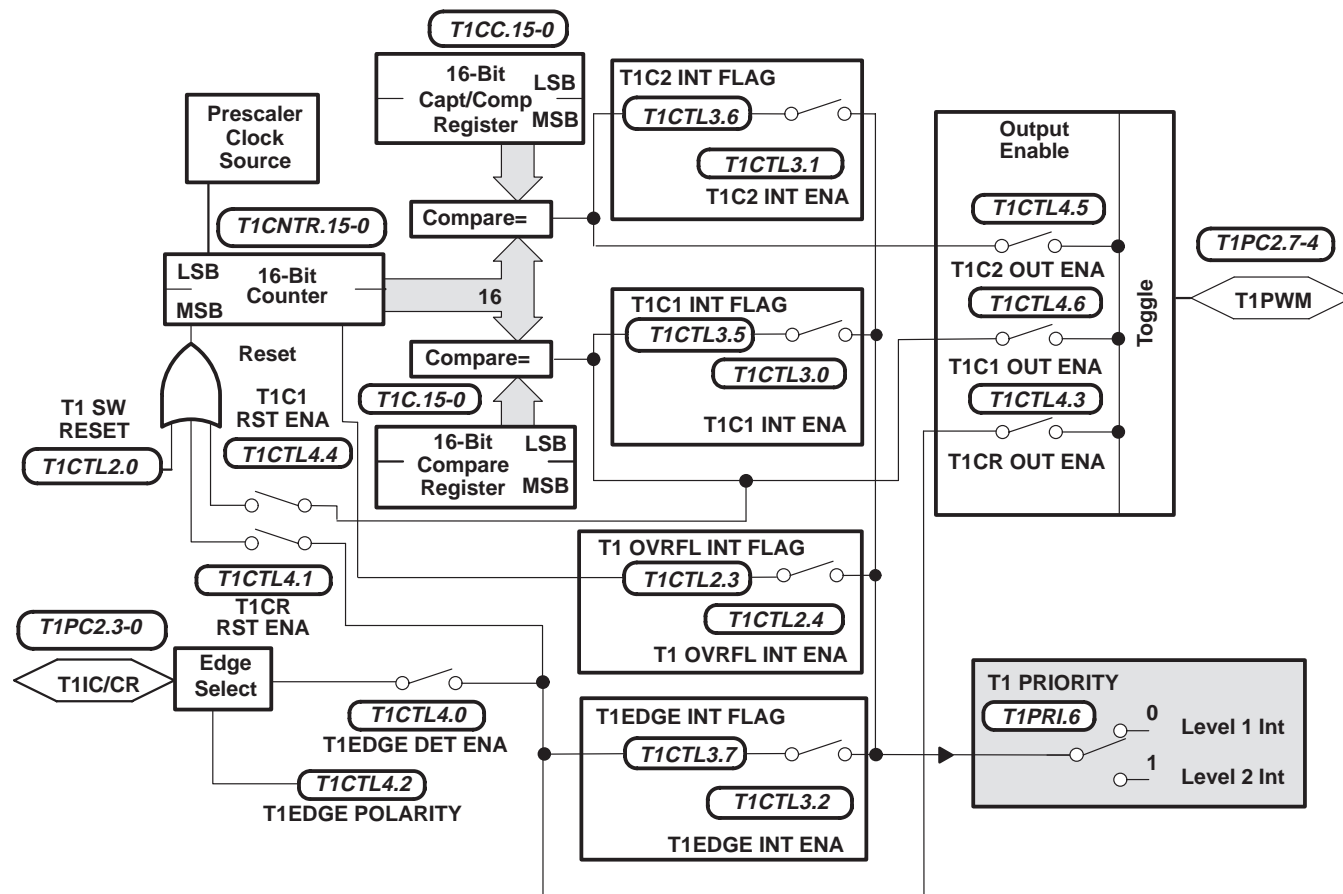 T1CC.15-0
16-Bit
Capt/Comp
Register
LSB
MSB
Prescaler
Clock
Source
T1CNTR.15-0
LSB
MSB
16-Bit
Counter
16
Compare=
Compare=
Reset
T1C.15-0
16-Bit
Compare
Register
LSB
MSB
T1 SW
RESET
T1CTL2.0
T1C1
RST ENA
T1CTL4.4
T1CTL4.1
T1CR
RST ENA
T1PC2.3-0
T1IC/CR
Edge
Select
T1CTL4.0
T1EDGE DET ENA
T1CTL4.2
T1EDGE POLARITY
T1C2 INT FLAG
T1CTL3.6
T1CTL3.1
T1C2 INT ENA
T1C1 INT FLAG
T1CTL3.5
T1CTL3.0
T1C1 INT ENA
T1 OVRFL INT FLAG
T1CTL2.3
T1CTL2.4
T1 OVRFL INT ENA
T1EDGE INT FLAG
T1CTL3.7
T1CTL3.2
T1EDGE INT ENA
Output
Enable
T1CTL4.5
T1C2 OUT ENA
T1CTL4.6
T1C1 OUT ENA
T1CTL4.3
T1CR OUT ENA
Toggle
T1PC2.7-4
T1PWM
T1 PRIORITY
T1PRI.6
0
Level 1 Int
1
Level 2 Int